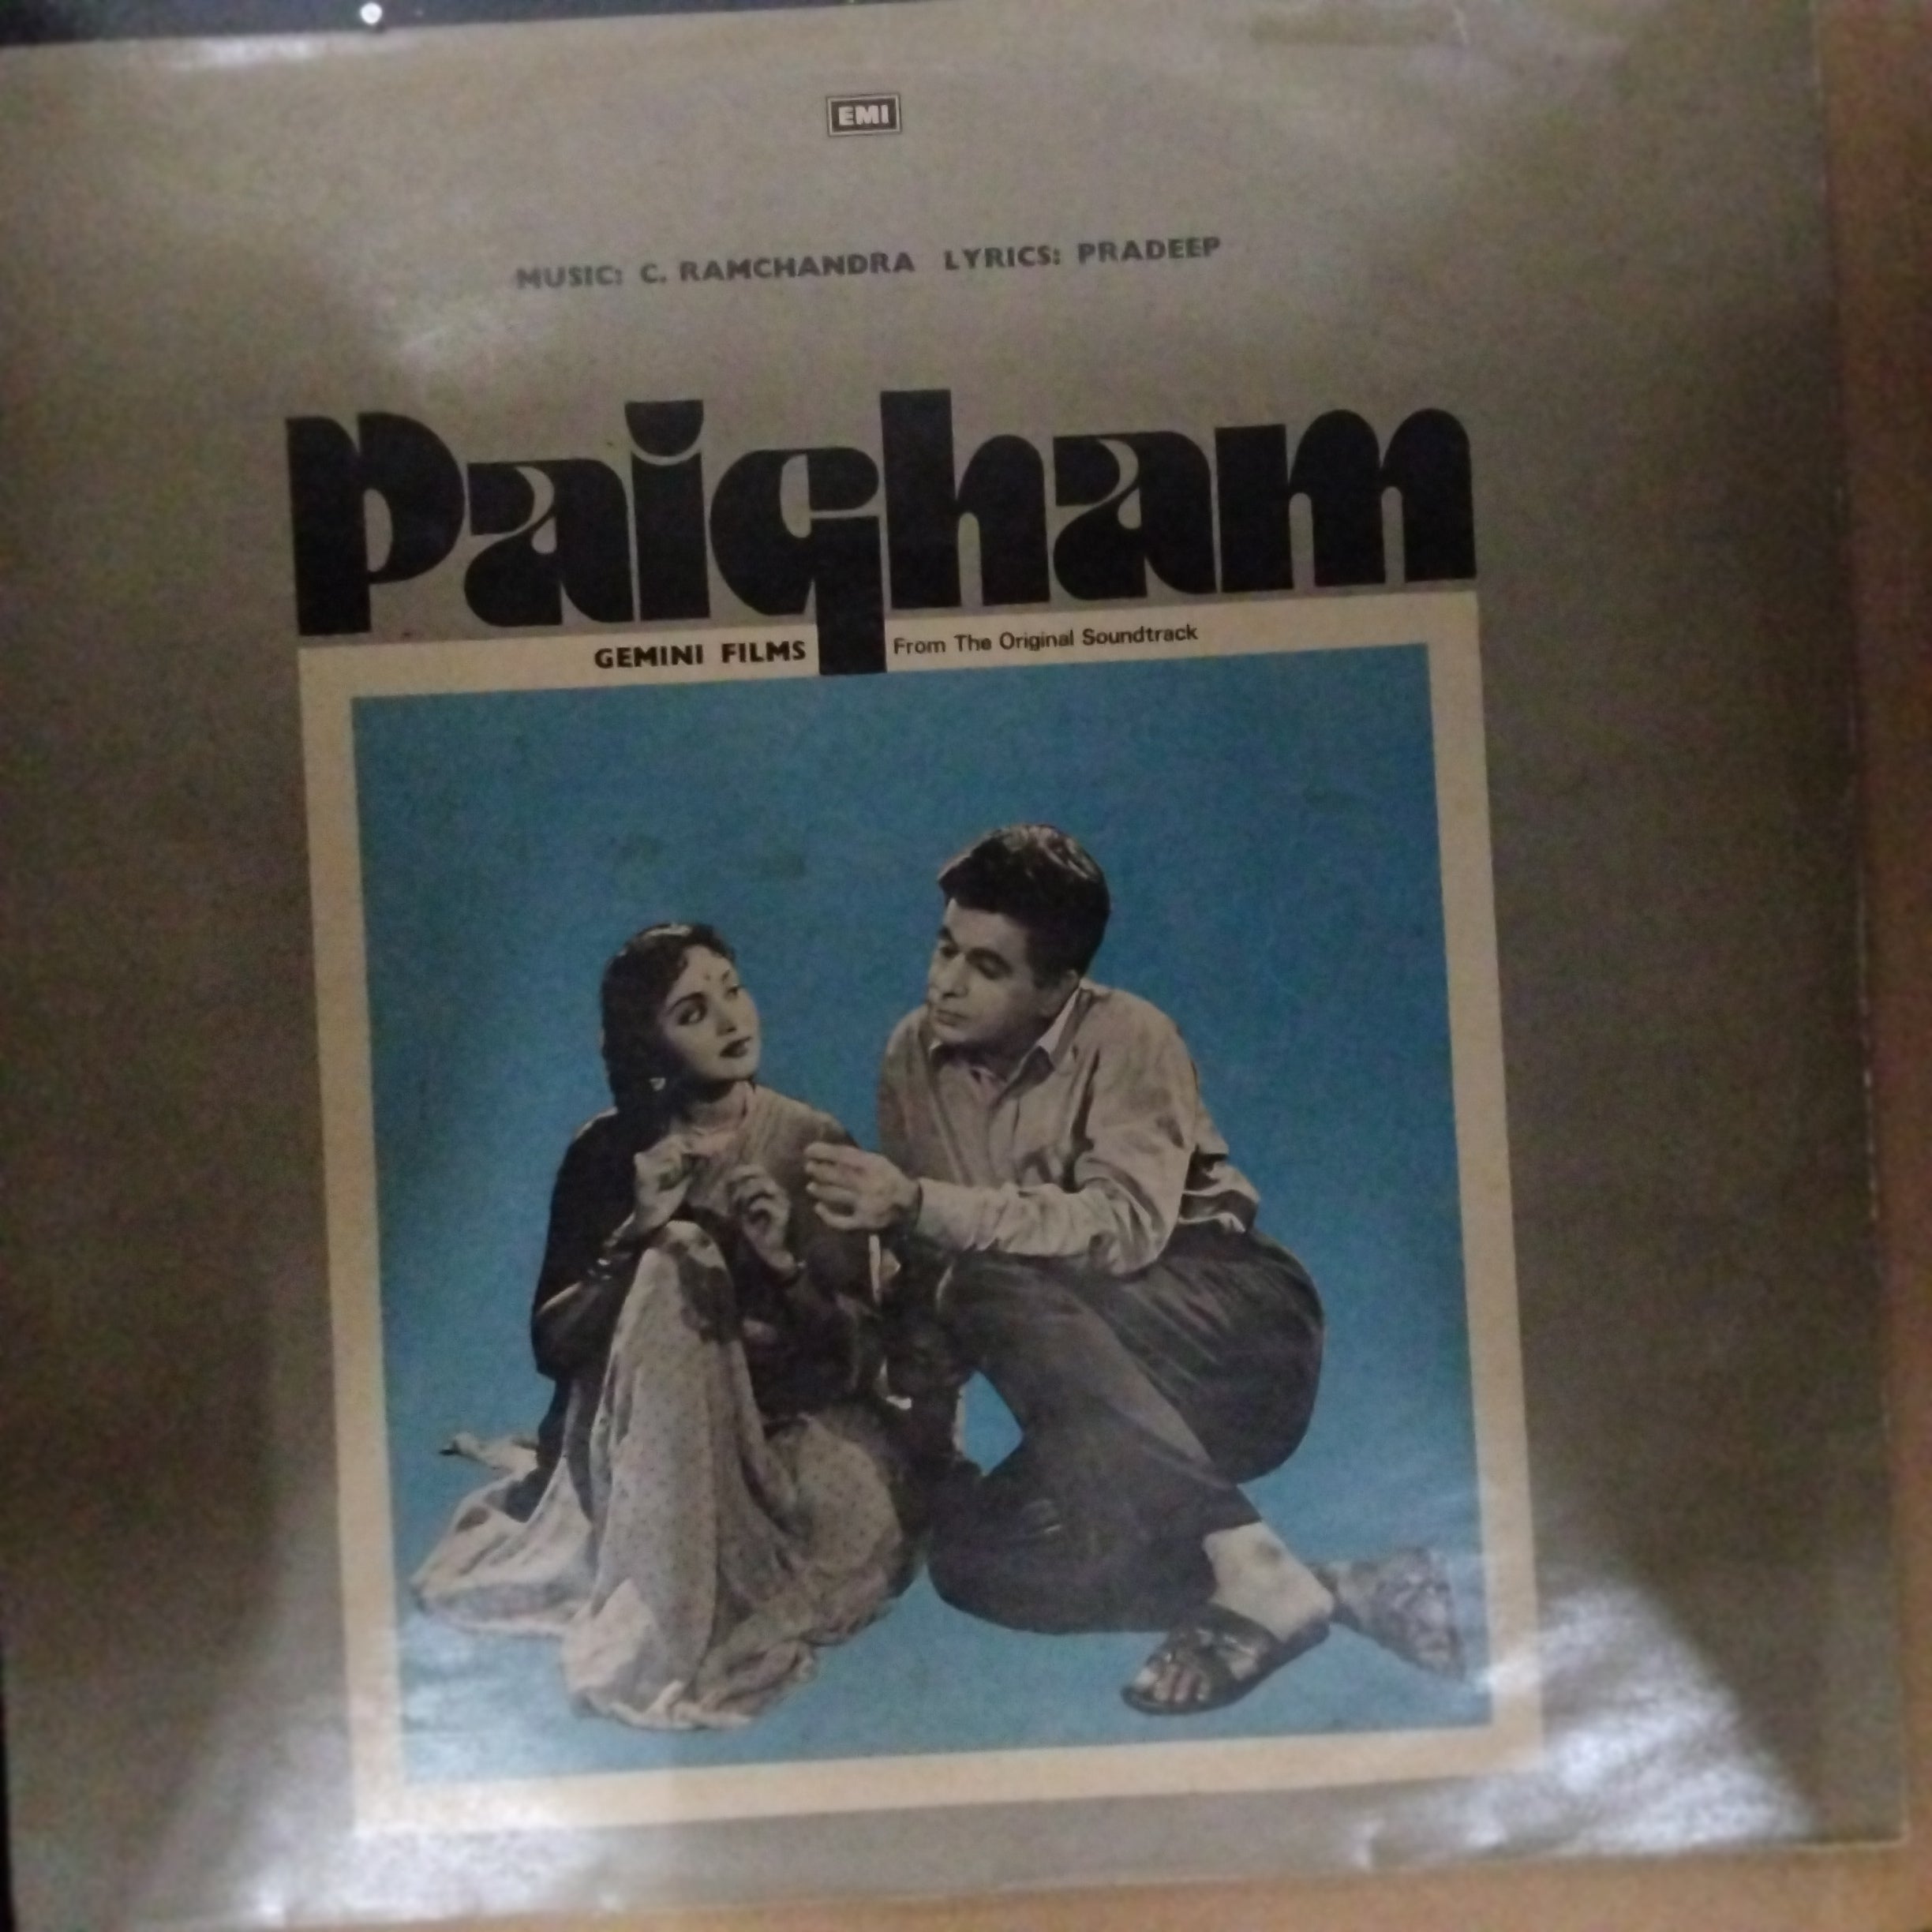 EMI
MUSIC: C. RAMCHANDRA LYRICS: PRADEEP
Paigham
GEMINI FILMS From The Original Soundtrack